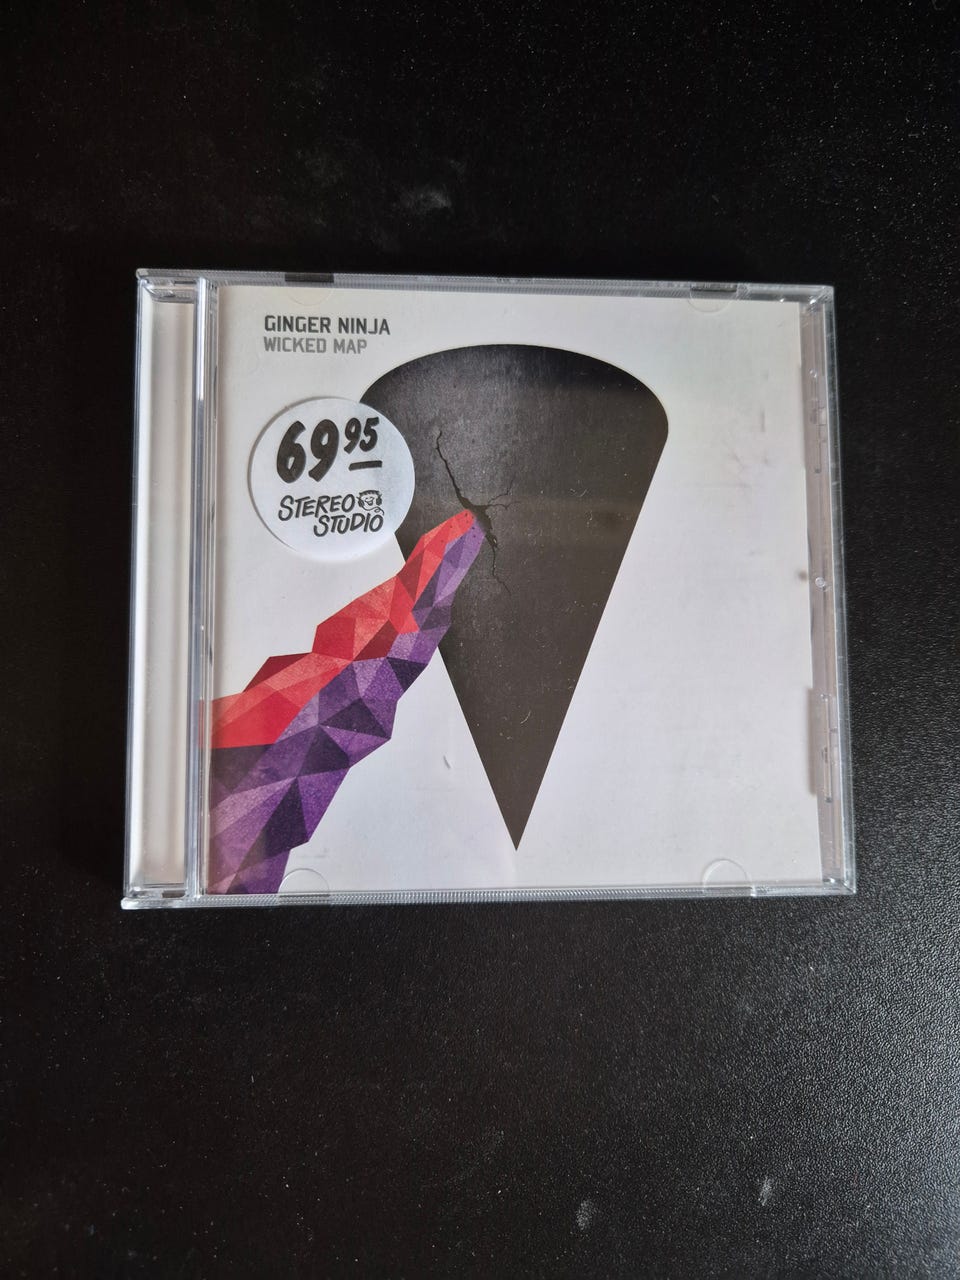 GINGER NINJA
WICKED MAP
69 95
STEREO
STUDIO